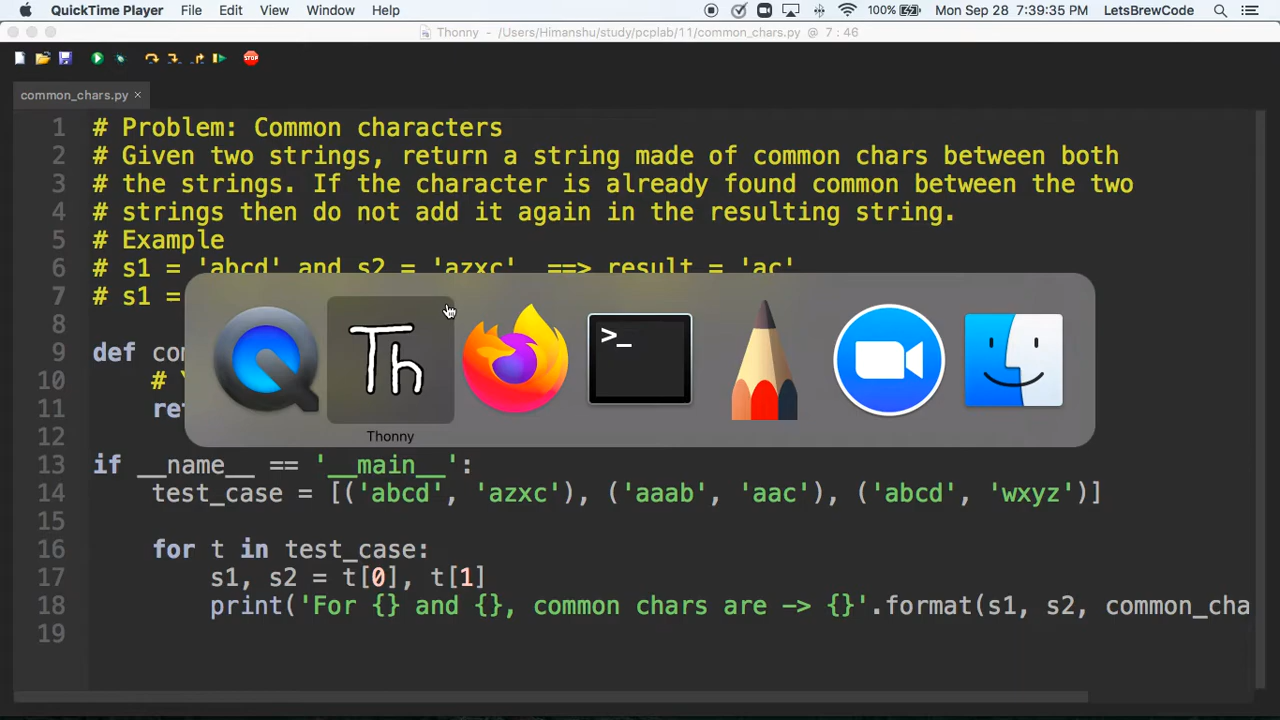 QuickTime Player File Edit View Window Help 100% Mon Sep 28 7:39:35 PM LetsBrewCode
Thonny - /Users/Himanshu/study/pcplab/11/common_chars.py @ 7 : 46
STOP
common_chars.py ×
1 # Problem: Common characters
2 # Given two strings, return a string made of common chars between both
3 # the strings. If the character is already found common between the two
4 # strings then do not add it again in the resulting string.
5 # Example
6 # s1 = 'abcd' and s2 = 'azxc' ==> result = 'ac'
7 # s1 =
8
9 def co
10 #
11 re
Th
>_
Thonny
12
13 if __name__ == '__main__':
14 test_case = [('abcd', 'azxc'), ('aaab', 'aac'), ('abcd', 'wxyz')]
15
16 for t in test_case:
17 s1, s2 = t[0], t[1]
18 print('For {} and {}, common chars are -> {}'.format(s1, s2, common_cha
19